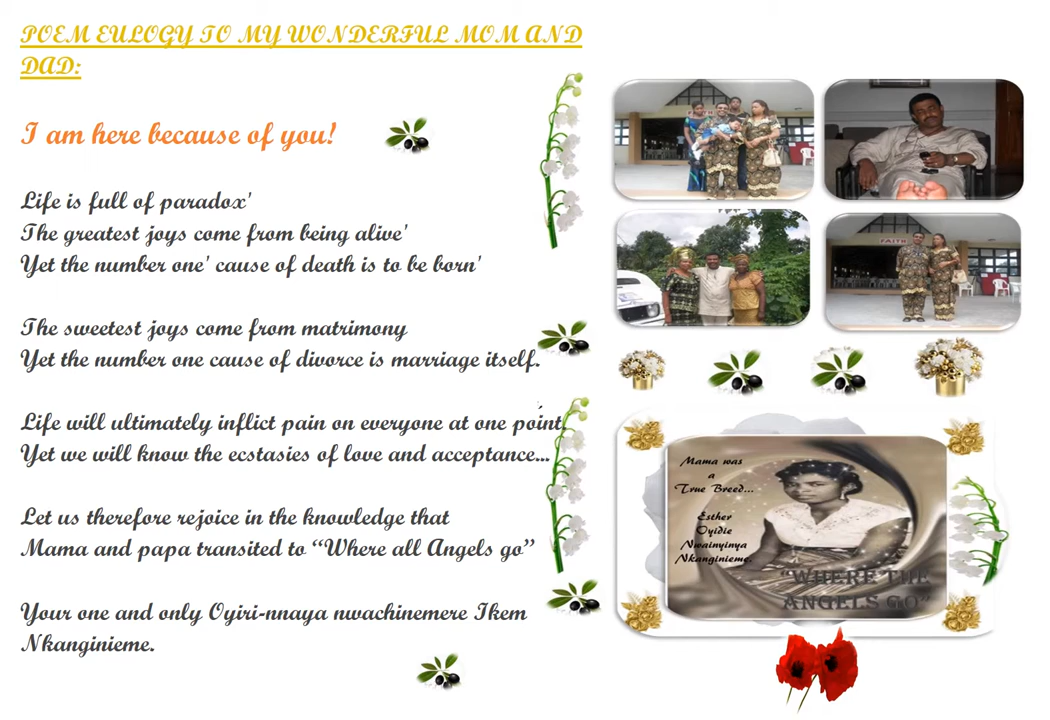 POEM EULOGY TO MY WONDERFUL MOM AND
DAD:
I am here because of you!
Life is full of paradox'
The greatest joys come from being alive'
Yet the number one' cause of death is to be born'
The sweetest joys come from matrimony
Yet the number one cause of divorce is marriage itself.
Life will ultimately inflict pain on everyone at one point,
Yet we will know the ecstasies of love and acceptance...
Let us therefore rejoice in the knowledge that
Mama and papa transited to “Where all Angels go”
Your one and only Oyiri-nnaya nwachinemere Ikem
Nkanginieme.
FAITH
Mama was
a
True Breed...
Esther
Oyidie
Nwainyinya
Nkanginieme.
“WHERE THE
ANGELS GO”